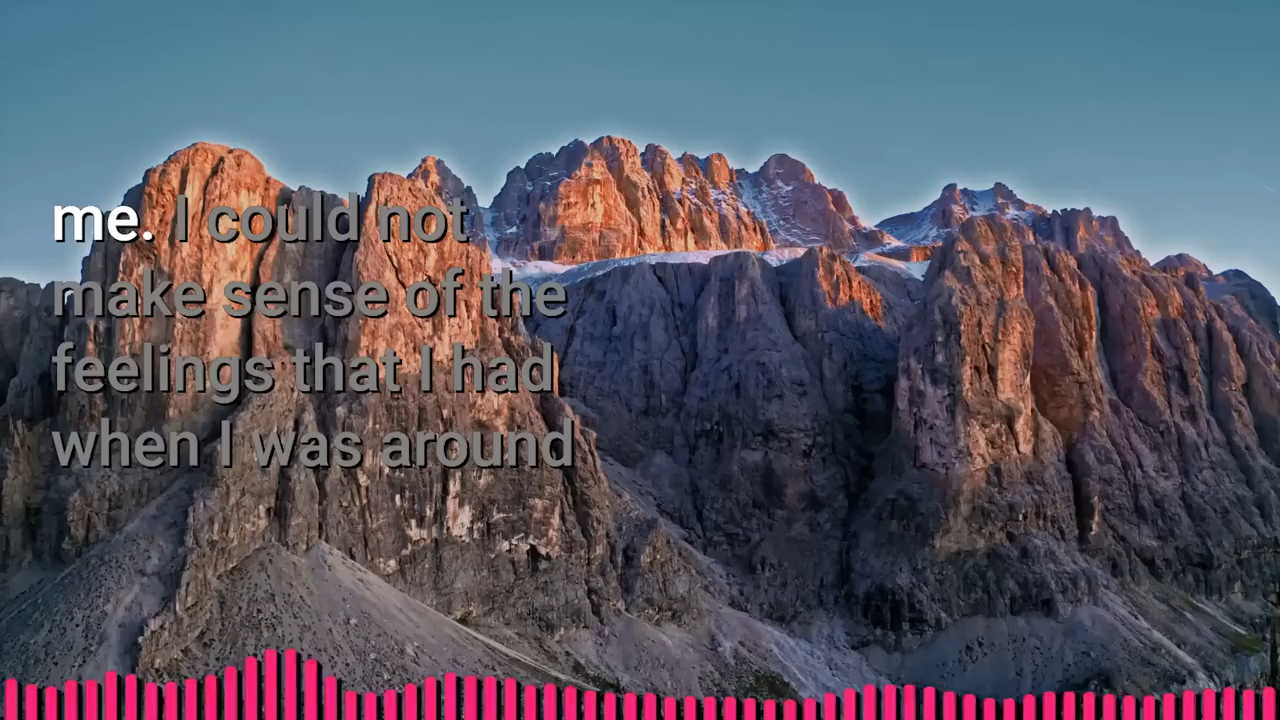 me. I could not
make sense of the
feelings that I had
when I was around